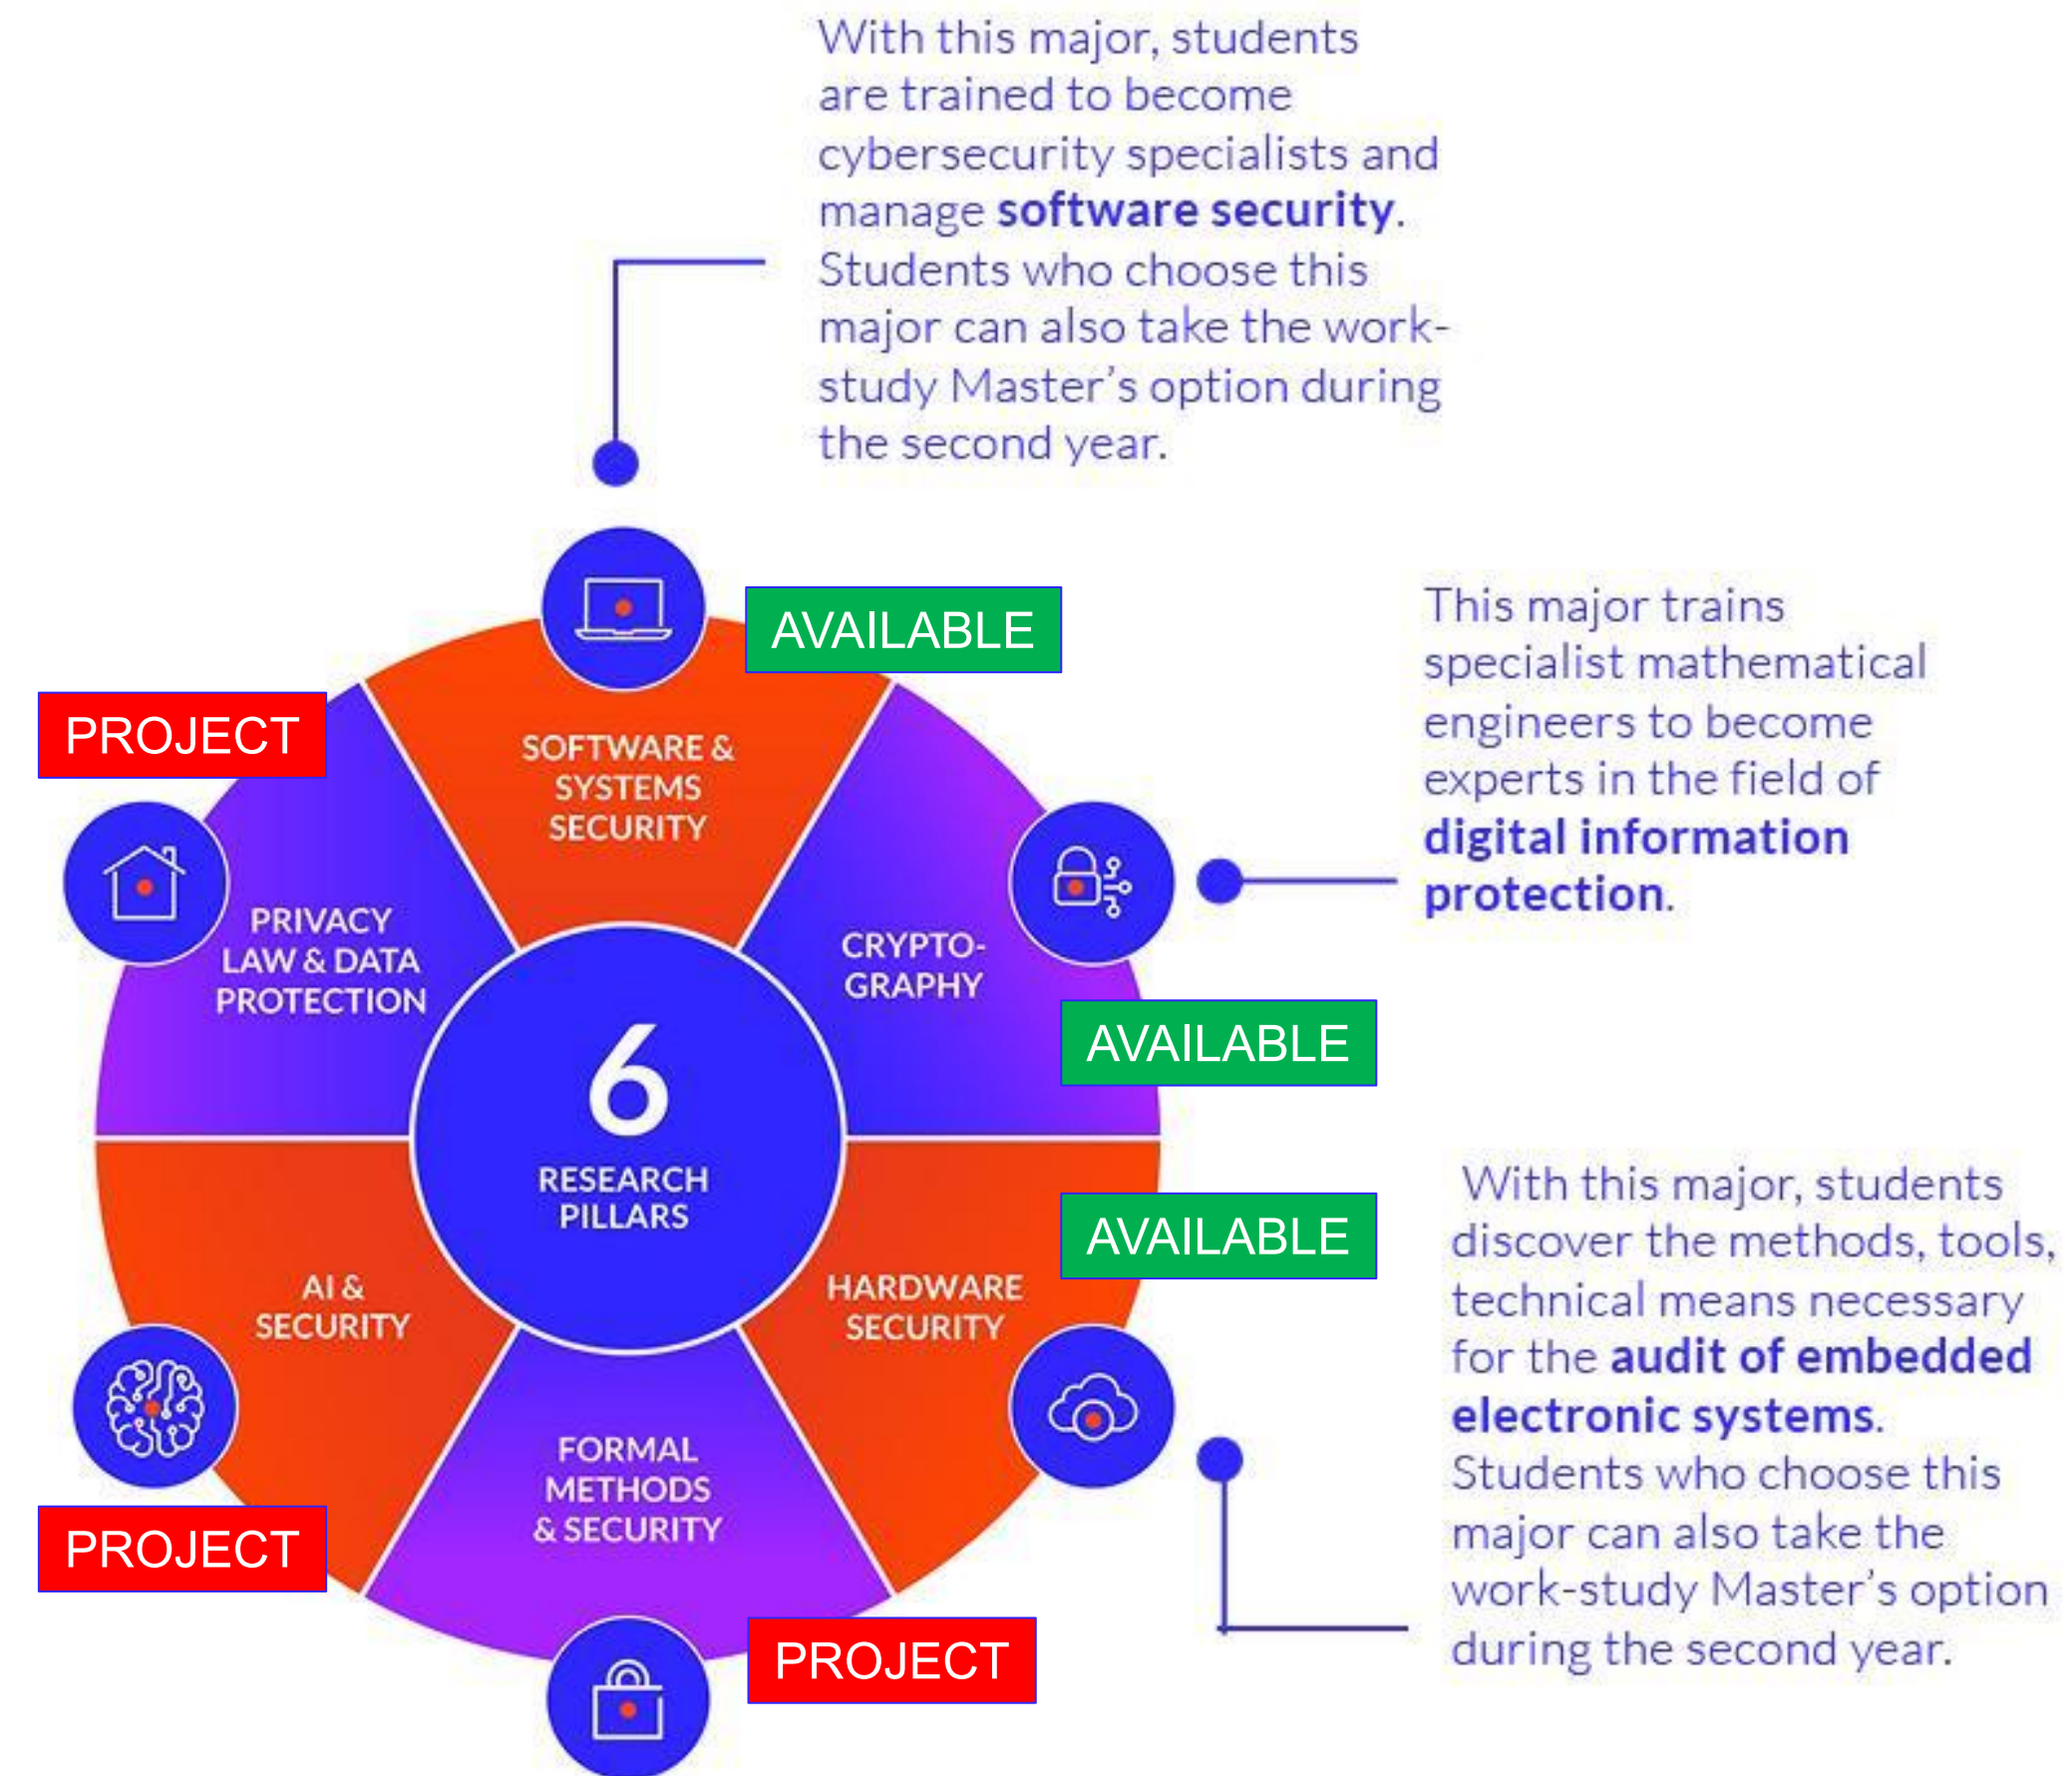 With this major, students
are trained to become
cybersecurity specialists and
manage software security.
Students who choose this
major can also take the work-
study Master's option during
the second year.
AVAILABLE
PROJECT
SOFTWARE &
SYSTEMS
SECURITY
This major trains
specialist mathematical
engineers to become
experts in the field of
digital information
protection.
PRIVACY
LAW & DATA
PROTECTION
CRYPTO-
GRAPHY
AVAILABLE
6
RESEARCH
PILLARS
AVAILABLE
With this major, students
discover the methods, tools,
technical means necessary
for the audit of embedded
electronic systems.
Students who choose this
major can also take the
work-study Master's option
during the second year.
AI &
SECURITY
HARDWARE
SECURITY
FORMAL
METHODS
& SECURITY
PROJECT
PROJECT